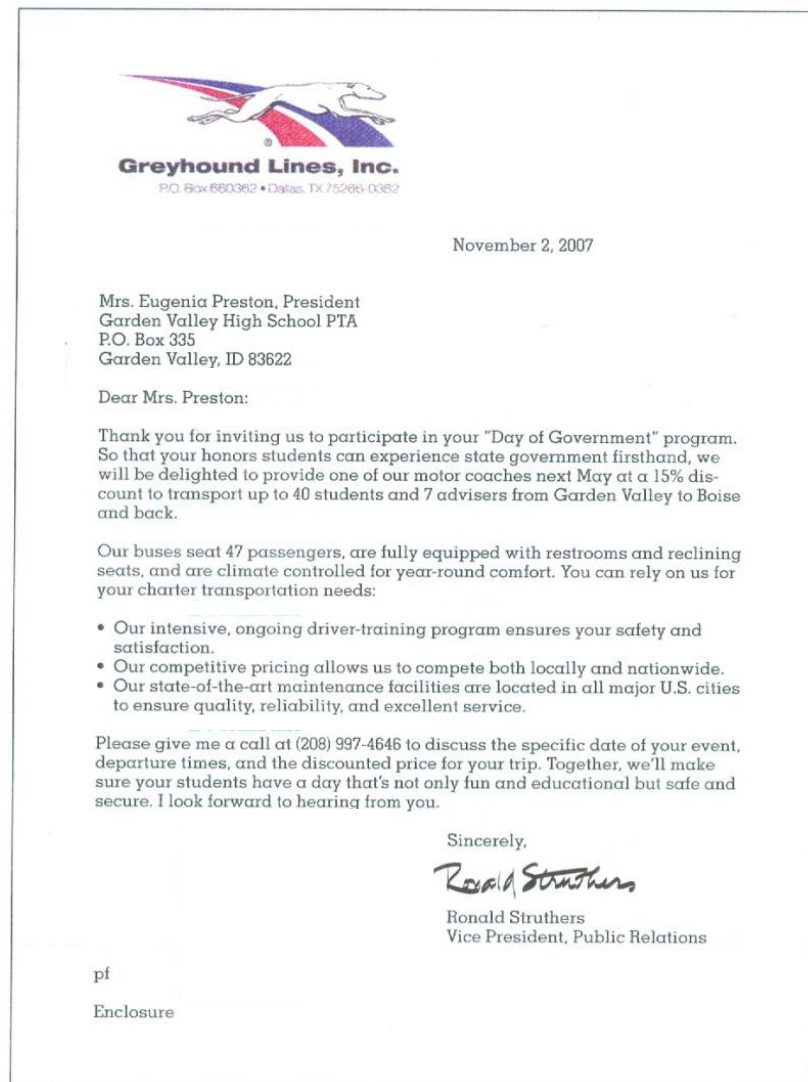 Greyhound Lines, Inc.
P.O. Box 660362 • Dallas, TX 75266-0362
November 2, 2007
Mrs. Eugenia Preston, President
Garden Valley High School PTA
P.O. Box 335
Garden Valley, ID 83622
Dear Mrs. Preston:
Thank you for inviting us to participate in your "Day of Government" program.
So that your honors students can experience state government firsthand, we
will be delighted to provide one of our motor coaches next May at a 15% dis-
count to transport up to 40 students and 7 advisers from Garden Valley to Boise
and back.
Our buses seat 47 passengers, are fully equipped with restrooms and reclining
seats, and are climate controlled for year-round comfort. You can rely on us for
your charter transportation needs:
• Our intensive, ongoing driver-training program ensures your safety and
satisfaction.
• Our competitive pricing allows us to compete both locally and nationwide.
• Our state-of-the-art maintenance facilities are located in all major U.S. cities
to ensure quality, reliability, and excellent service.
Please give me a call at (208) 997-4646 to discuss the specific date of your event,
departure times, and the discounted price for your trip. Together, we'll make
sure your students have a day that's not only fun and educational but safe and
secure. I look forward to hearing from you.
Sincerely,
Ronald Struthers
Ronald Struthers
Vice President, Public Relations
pf
Enclosure